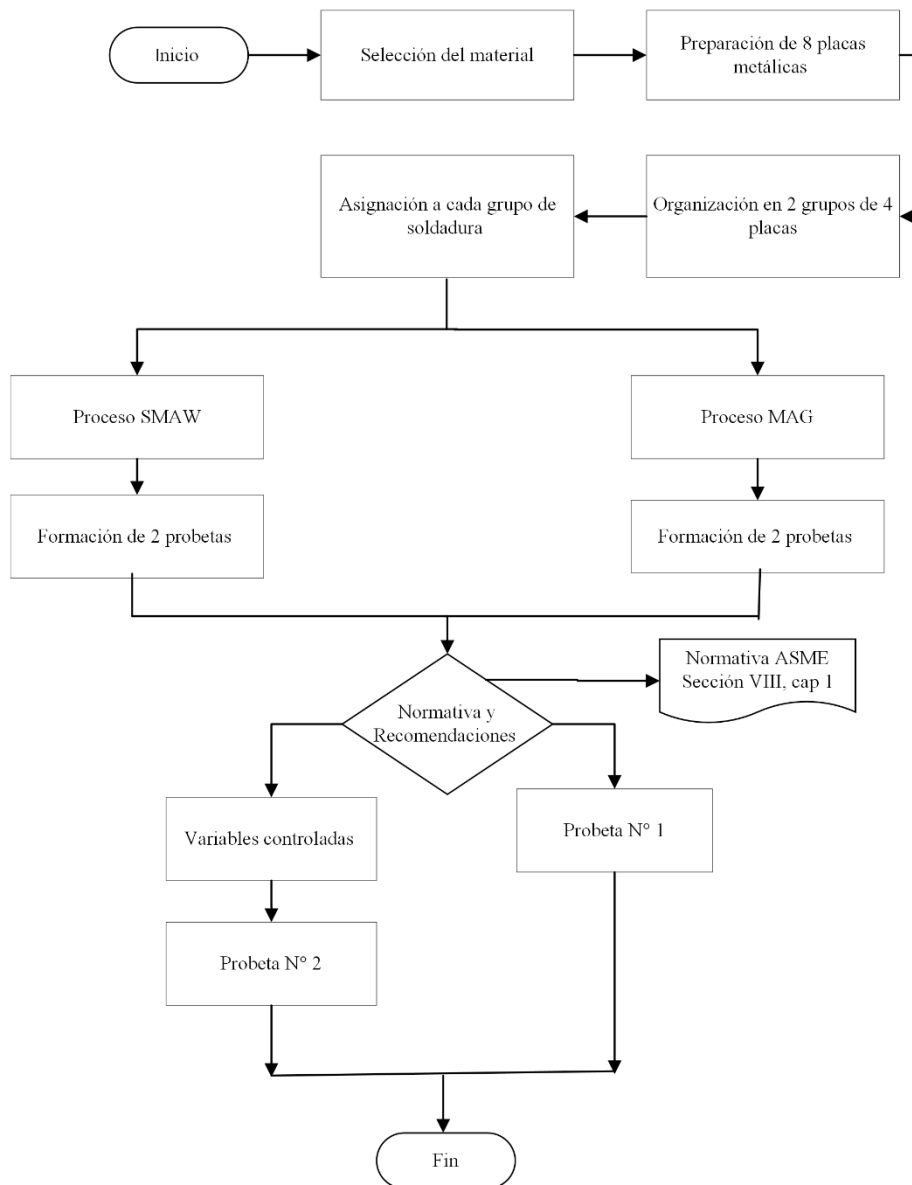 Inicio
Selección del material
Preparación de 8 placas
metálicas
Organización en 2 grupos de 4
placas
Asignación a cada grupo de
soldadura
Proceso SMAW
Proceso MAG
Formación de 2 probetas
Formación de 2 probetas
Normativa y
Recomendaciones
Normativa ASME
Sección VIII, cap 1
Variables controladas
Probeta N° 1
Probeta N° 2
Fin